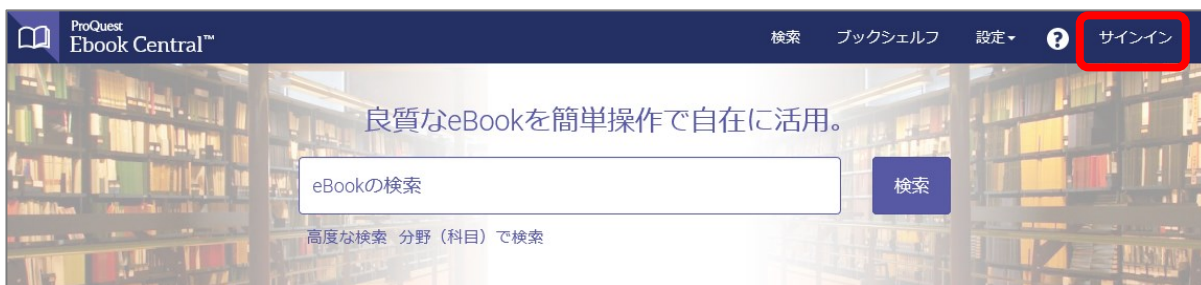 ProQuest
Ebook Central™
検索 ブックシェルフ 設定▾ ? サインイン
良質なeBookを簡単操作で自在に活用。
eBookの検索 検索
高度な検索 分野（科目）で検索